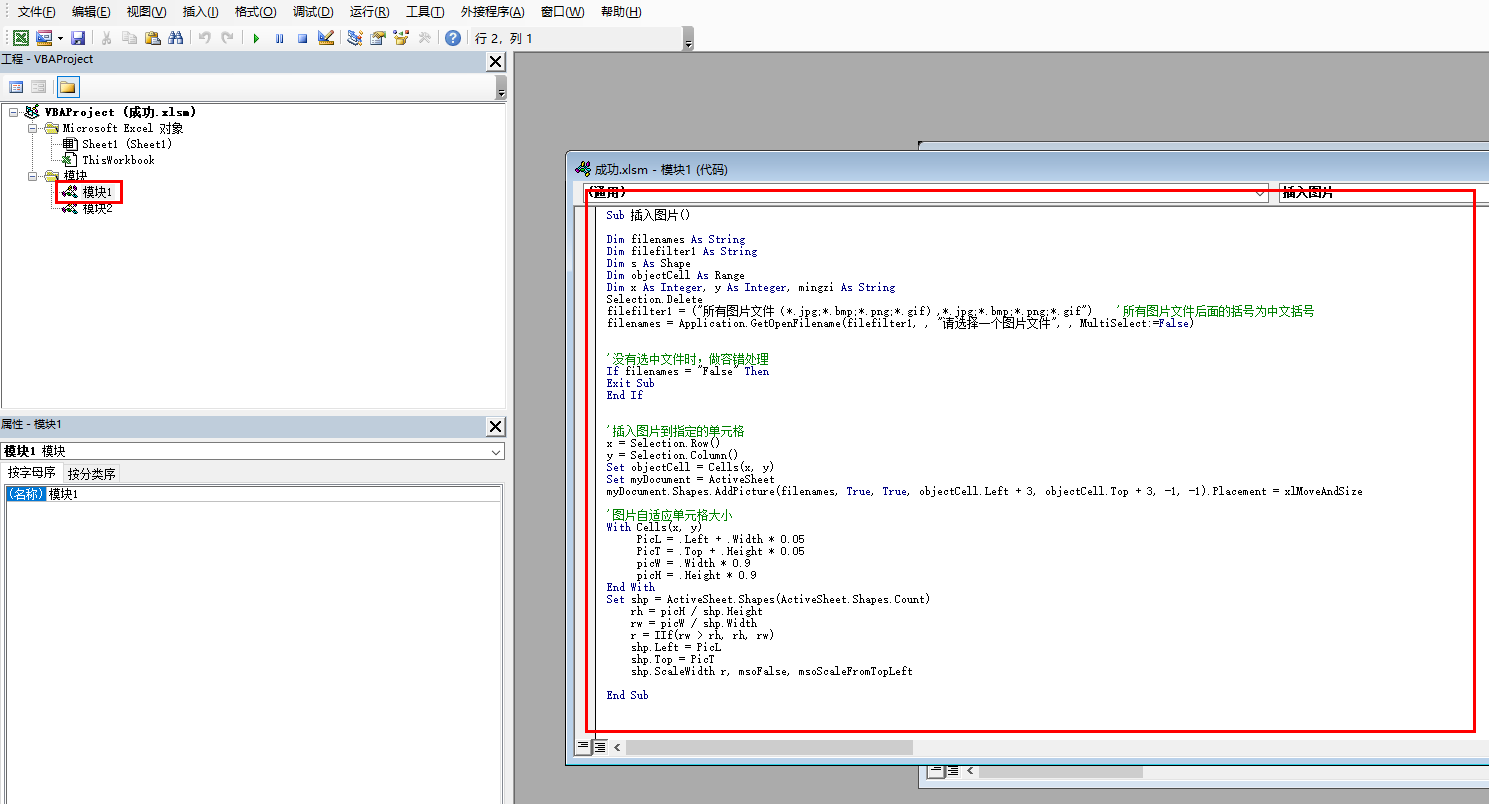 文件(F) 编辑(E) 视图(V) 插入(I) 格式(O) 调试(D) 运行(R) 工具(T) 外接程序(A) 窗口(W) 帮助(H)
行 2，列 1
工程 - VBAProject
VBAProject (成功.xlsm)
Microsoft Excel 对象
Sheet1 (Sheet1)
ThisWorkbook
模块
模块1
模块2
属性 - 模块1
模块1 模块
按字母序 按分类序
(名称) 模块1
成功.xlsm - 模块1 (代码)
(通用) 插入图片
Sub 插入图片()
Dim filenames As String
Dim filefilter1 As String
Dim s As Shape
Dim objectCell As Range
Dim x As Integer, y As Integer, mingzi As String
Selection.Delete
filefilter1 = ("所有图片文件（*.jpg;*.bmp;*.png;*.gif）,*.jpg;*.bmp;*.png;*.gif") '所有图片文件后面的括号为中文括号
filenames = Application.GetOpenFilename(filefilter1, , "请选择一个图片文件", , MultiSelect:=False)
'没有选中文件时，做容错处理
If filenames = "False" Then
Exit Sub
End If
'插入图片到指定的单元格
x = Selection.Row()
y = Selection.Column()
Set objectCell = Cells(x, y)
Set myDocument = ActiveSheet
myDocument.Shapes.AddPicture(filenames, True, True, objectCell.Left + 3, objectCell.Top + 3, -1, -1).Placement = xlMoveAndSize
'图片自适应单元格大小
With Cells(x, y)
PicL = .Left + .Width * 0.05
PicT = .Top + .Height * 0.05
picW = .Width * 0.9
picH = .Height * 0.9
End With
Set shp = ActiveSheet.Shapes(ActiveSheet.Shapes.Count)
rh = picH / shp.Height
rw = picW / shp.Width
r = IIf(rw > rh, rh, rw)
shp.Left = PicL
shp.Top = PicT
shp.ScaleWidth r, msoFalse, msoScaleFromTopLeft
End Sub